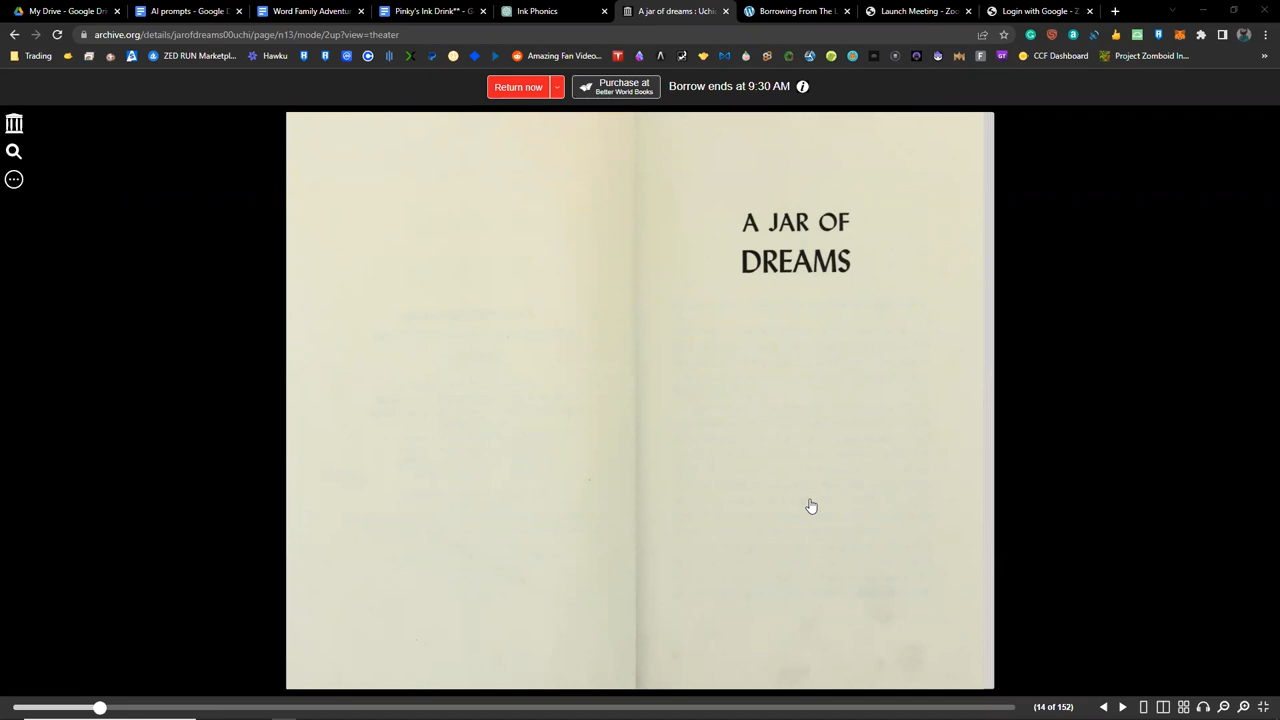 My Drive - Google Dri
AI prompts - Google D
Word Family Adventur
Pinky's Ink Drink** - G
Ink Phonics
A jar of dreams : Uchi
Borrowing From The L
Launch Meeting - Zoo
Login with Google - Z
archive.org/details/jarofdreams00uchi/page/n13/mode/2up?view=theater
Trading
ZED RUN Marketpl...
Hawku
Amazing Fan Video...
CCF Dashboard
Project Zomboid In...
Return now
Purchase at
Better World Books
Borrow ends at 9:30 AM
A JAR OF
DREAMS
(14 of 152)